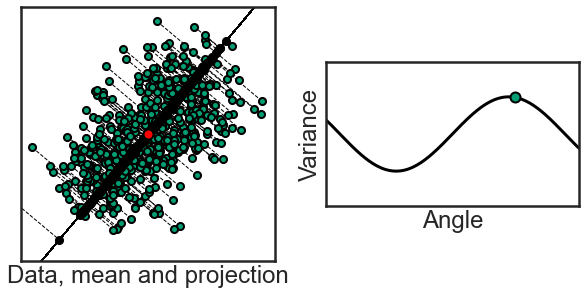 Data, mean and projection
Variance
Angle